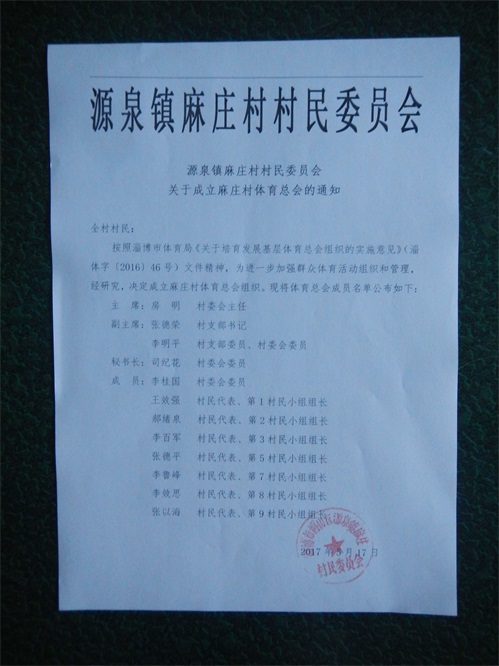 源泉镇麻庄村村民委员会
源泉镇麻庄村村民委员会
关于成立麻庄村体育总会的通知
全村村民：
按照淄博市体育局《关于培育发展基层体育总会组织的实施意见》（淄
体字〔2016〕46号）文件精神，为进一步加强群众体育活动组织和管理，
经研究，决定成立麻庄村体育总会组织。现将体育总会成员名单公布如下：
主 席：房 明 村委会主任
副主席：张德荣 村支部书记
李明平 村支部委员、村委会委员
秘书长：司纪花 村委会委员
成 员：李桂国 村委会委员
王效强 村民代表、第1村民小组组长
郝绪泉 村民代表、第2村民小组组长
李百军 村民代表、第3村民小组组长
张德平 村民代表、第5村民小组组长
李鲁峰 村民代表、第7村民小组组长
李效思 村民代表、第8村民小组组长
张以海 村民代表、第9村民小组组长
2017年3月17日
村民委员会